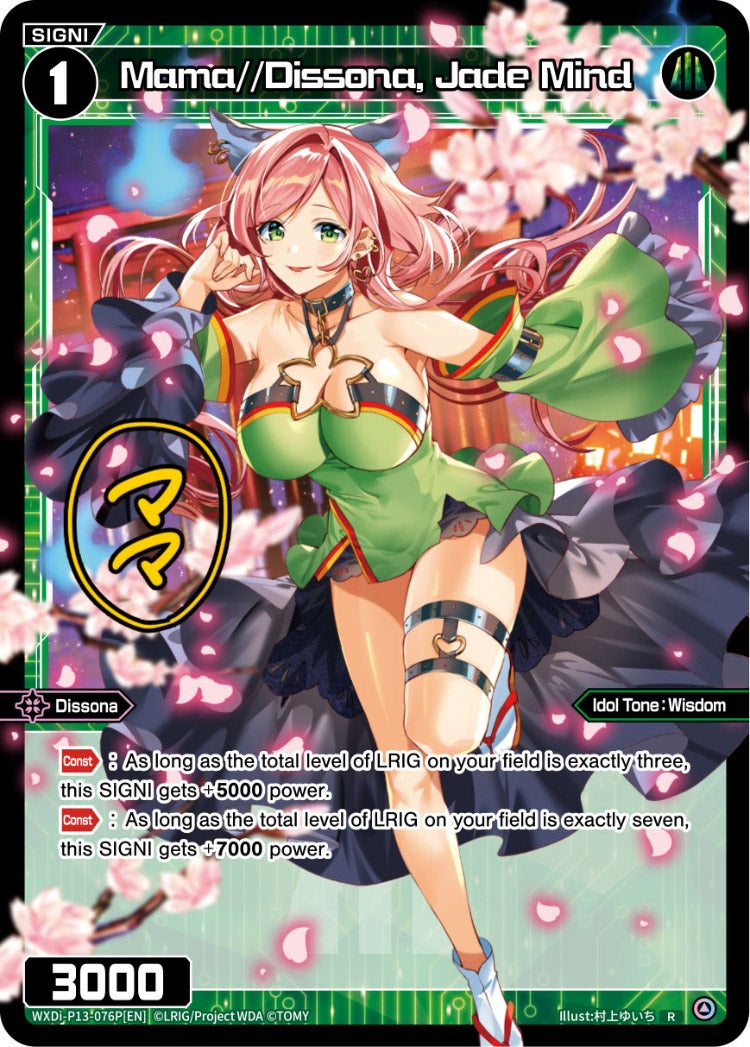 SIGNI
1
Mama//Dissona, Jade Mind
マ
マ
Dissona
Idol Tone:Wisdom
Const : As long as the total level of LRIG on your field is exactly three,
this SIGNI gets +5000 power.
Const : As long as the total level of LRIG on your field is exactly seven,
this SIGNI gets +7000 power.
3000
WXDi-P13-076P[EN] ©LRIG/Project WDA ©TOMY
Illust:村上ゆいち R